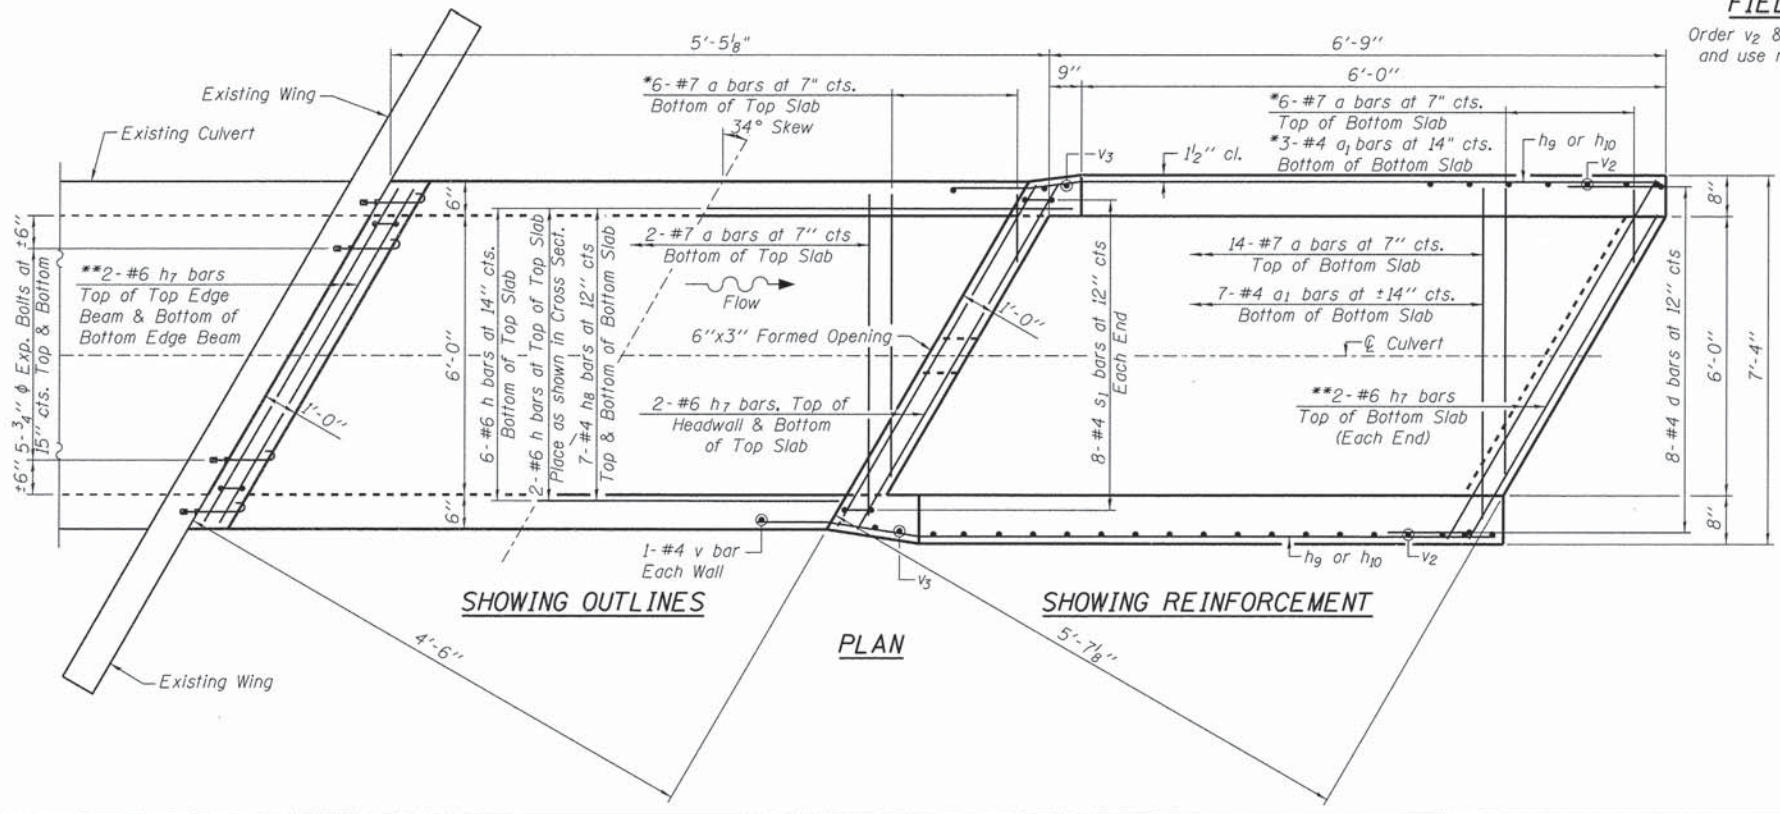 FIEL
Order v2 &
and use r
5'-5⅛"
6'-9"
9"
6'-0"
Existing Wing
*6- #7 a bars at 7" cts.
Bottom of Top Slab
34° Skew
*6- #7 a bars at 7" cts.
Top of Bottom Slab
*3- #4 a1 bars at 14" cts.
Bottom of Bottom Slab
h9 or h10
v2
Existing Culvert
v3
1½" cl.
6"
8"
±6" 5-¾" ϕ Exp. Bolts at ±6"
15" cts. Top & Bottom
**2- #6 h7 bars
Top of Top Edge
Beam & Bottom of
Bottom Edge Beam
2- #7 a bars at 7" cts
Bottom of Top Slab
Flow
14- #7 a bars at 7" cts.
Top of Bottom Slab
7- #4 a1 bars at ±14" cts.
Bottom of Bottom Slab
1'-0"
6"x3" Formed Opening
℄ Culvert
6'-0"
6- #6 h bars at 14" cts.
Bottom of Top Slab
2- #6 h bars at Top of Top Slab
Place as shown in Cross Sect.
7- #4 h8 bars at 12" cts
Top & Bottom of Bottom Slab
8- #4 s1 bars at 12" cts
Each End
8- #4 d bars at 12" cts
6'-0"
7'-4"
1'-0"
2- #6 h7 bars, Top of
Headwall & Bottom
of Top Slab
**2- #6 h7 bars
Top of Bottom Slab
(Each End)
6"
8"
1- #4 v bar
Each Wall
v3
h9 or h10
v2
SHOWING OUTLINES
SHOWING REINFORCEMENT
4'-6"
PLAN
5'-7⅛"
Existing Wing